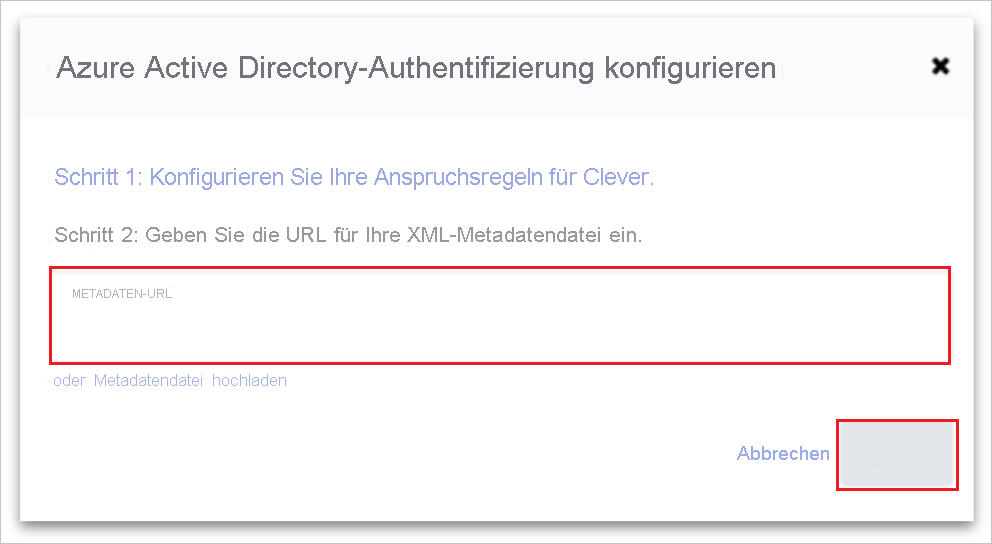 Azure Active Directory-Authentifizierung konfigurieren
Schritt 1: Konfigurieren Sie Ihre Anspruchsregeln für Clever.
Schritt 2: Geben Sie die URL für Ihre XML-Metadatendatei ein.
METADATEN-URL
oder Metadatendatei hochladen
Abbrechen